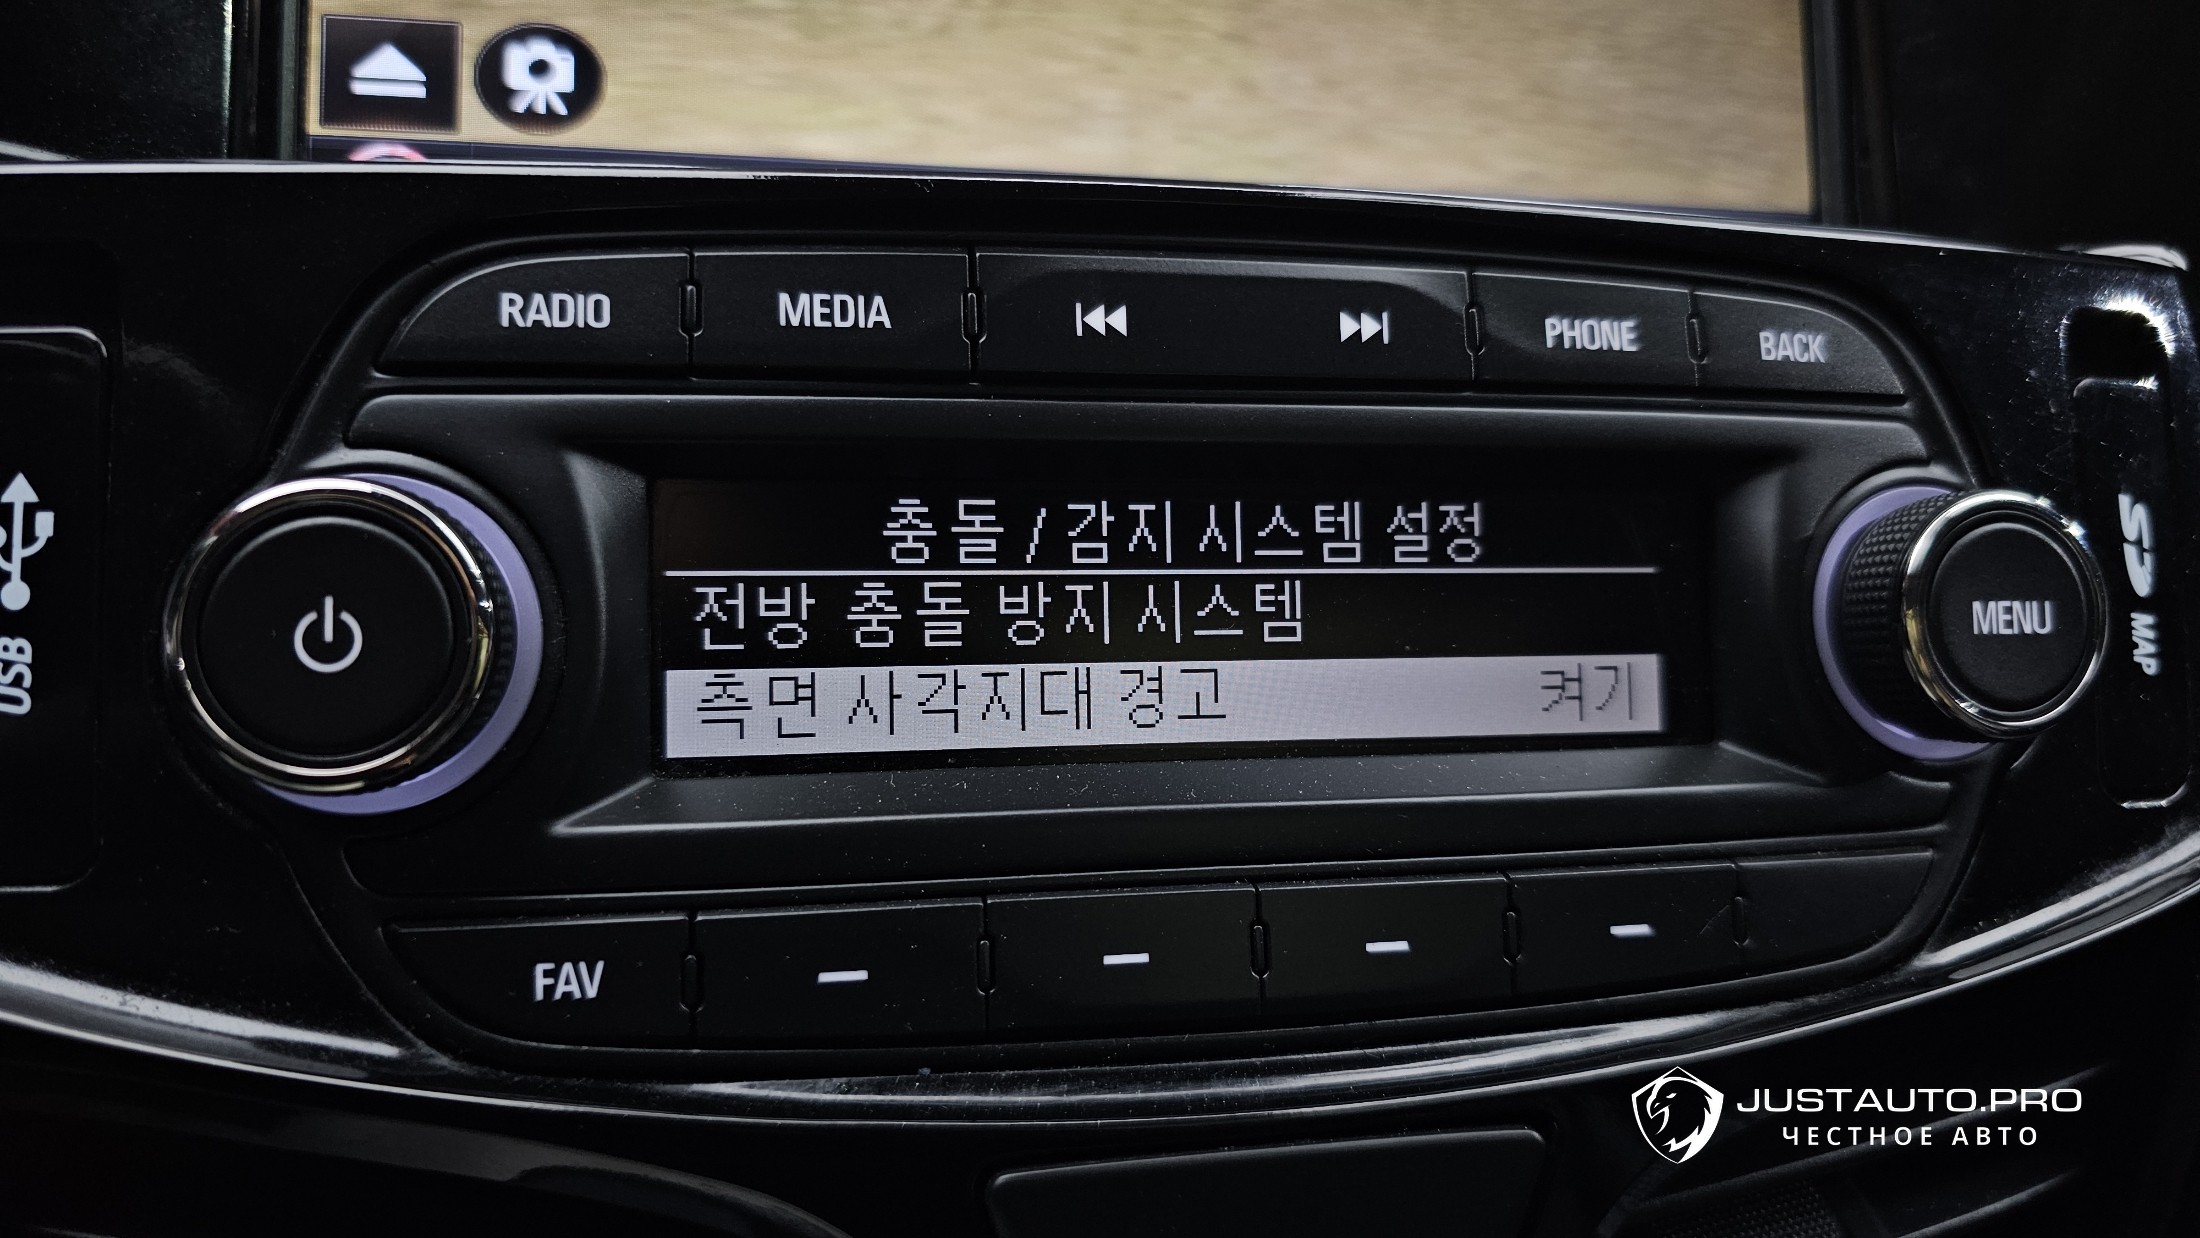 RADIO
MEDIA
PHONE
BACK
충돌/감지시스템 설정
전방 충돌 방지시스템
측면 사각지대 경고 켜기
USB
MENU
SD MAP
FAV
JUSTAUTO.PRO
ЧЕСТНОЕ АВТО